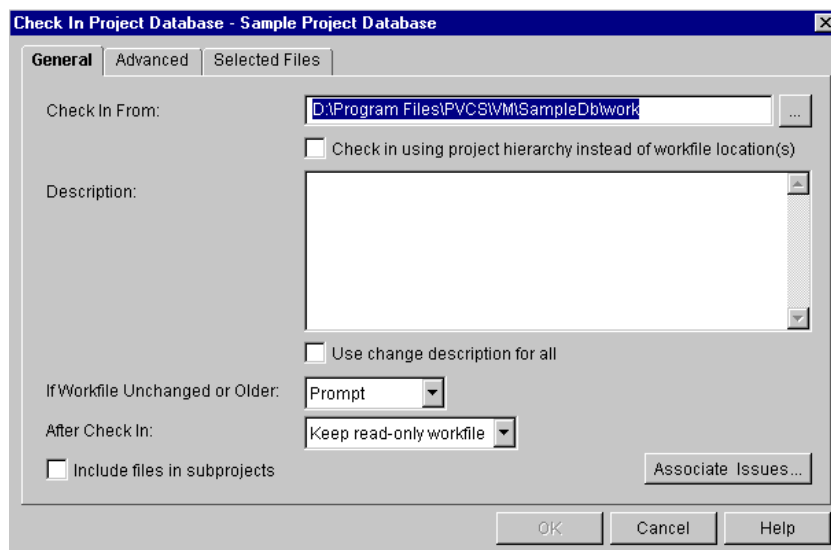 Check In Project Database - Sample Project Database
General Advanced Selected Files
Check In From: D:\Program Files\PVCS\VM\SampleDb\work ...
Check in using project hierarchy instead of workfile location(s)
Description:
Use change description for all
If Workfile Unchanged or Older: Prompt
After Check In: Keep read-only workfile
Include files in subprojects Associate Issues...
OK Cancel Help